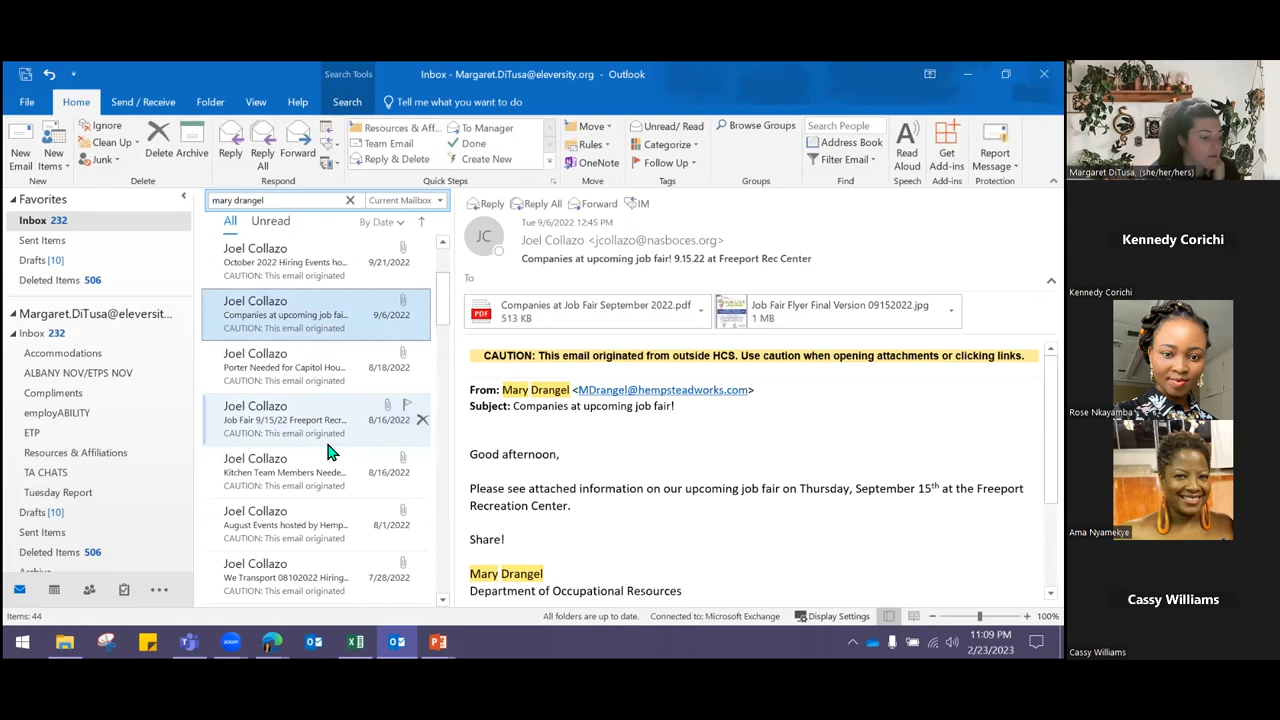 Search Tools
Inbox - Margaret.DiTusa@eleversity.org - Outlook
File
Home
Send / Receive
Folder
View
Help
Search
Tell me what you want to do
New Email
New Items
New
Ignore
Clean Up
Junk
Delete
Archive
Delete
Reply
Reply All
Forward
Respond
Resources & Aff...
Team Email
Reply & Delete
To Manager
Done
Create New
Quick Steps
Move
Rules
OneNote
Move
Unread/ Read
Categorize
Follow Up
Tags
Browse Groups
Groups
Search People
Address Book
Filter Email
Find
Read Aloud
Speech
Get Add-ins
Add-ins
Report Message
Protection
Favorites
Inbox 232
Sent Items
Drafts [10]
Deleted Items 506
Margaret.DiTusa@eleversit...
Inbox 232
Accommodations
ALBANY NOV/ETPS NOV
Compliments
employABILITY
ETP
Resources & Affiliations
TA CHATS
Tuesday Report
Drafts [10]
Sent Items
Deleted Items 506
mary drangel
Current Mailbox
All
Unread
By Date
Joel Collazo
October 2022 Hiring Events ho... 9/21/2022
CAUTION: This email originated
Joel Collazo
Companies at upcoming job fai... 9/6/2022
CAUTION: This email originated
Joel Collazo
Porter Needed for Capitol Hou... 8/18/2022
CAUTION: This email originated
Joel Collazo
Job Fair 9/15/22 Freeport Recr... 8/16/2022
CAUTION: This email originated
Joel Collazo
Kitchen Team Members Neede... 8/16/2022
CAUTION: This email originated
Joel Collazo
August Events hosted by Hemp... 8/1/2022
CAUTION: This email originated
Joel Collazo
We Transport 08102022 Hiring... 7/28/2022
CAUTION: This email originated
Reply
Reply All
Forward
IM
Tue 9/6/2022 12:45 PM
JC
Joel Collazo <jcollazo@nasboces.org>
Companies at upcoming job fair! 9.15.22 at Freeport Rec Center
To
PDF
Companies at Job Fair September 2022.pdf
513 KB
Job Fair Flyer Final Version 09152022.jpg
1 MB
CAUTION: This email originated from outside HCS. Use caution when opening attachments or clicking links.
From: Mary Drangel <MDrangel@hempsteadworks.com>
Subject: Companies at upcoming job fair!
Good afternoon,
Please see attached information on our upcoming job fair on Thursday, September 15th at the Freeport
Recreation Center.
Share!
Mary Drangel
Department of Occupational Resources
Items: 44
All folders are up to date.
Connected to: Microsoft Exchange
Display Settings
100%
zoom
11:09 PM
2/23/2023
Margaret DiTusa, (she/her/hers)
Kennedy Corichi
Kennedy Corichi
Rose Nkayamba
Ama Nyamekye
Cassy Williams
Cassy Williams